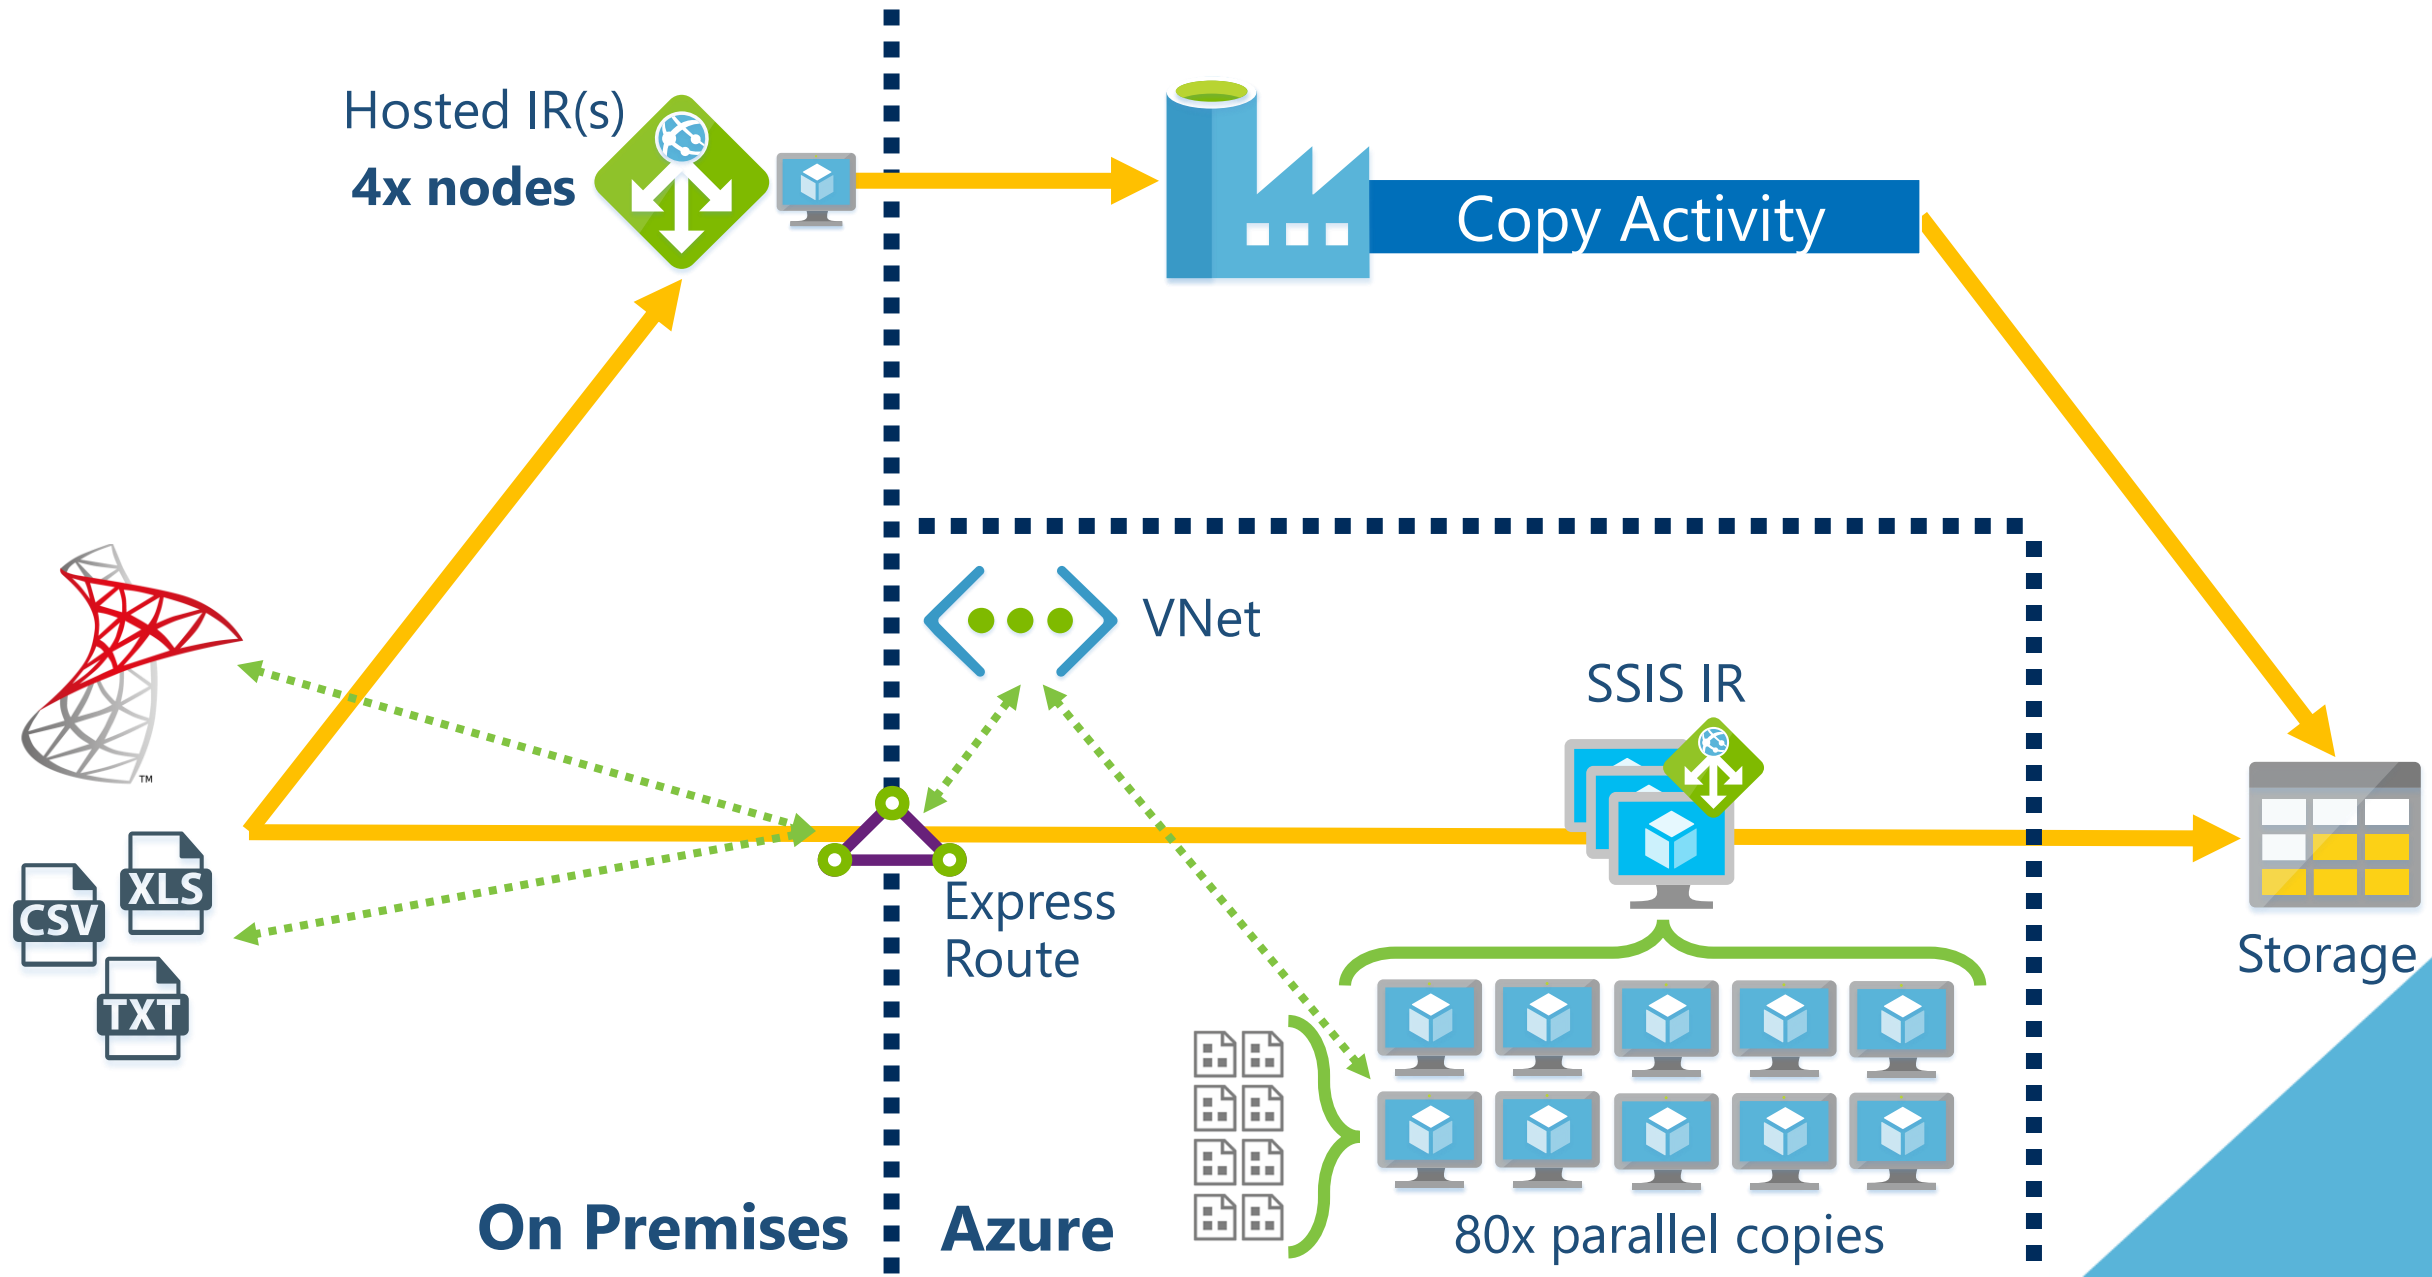 Hosted IR(s)
4x nodes
Copy Activity
VNet
SSIS IR
TM
XLS
CSV
TXT
Express
Route
Storage
On Premises
Azure
80x parallel copies